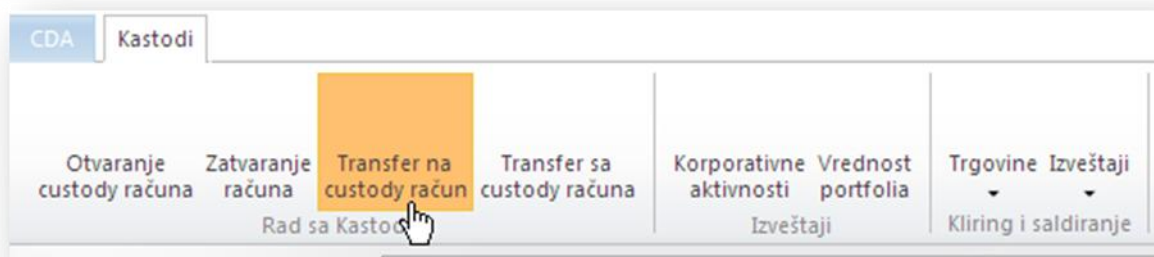 CDA Kastodi
Otvaranje Zatvaranje Transfer na Transfer sa Korporativne Vrednost Trgovine Izveštaji
custody računa računa custody račun custody računa aktivnosti portfolia
Rad sa Izveštaji Kliring i saldiranje